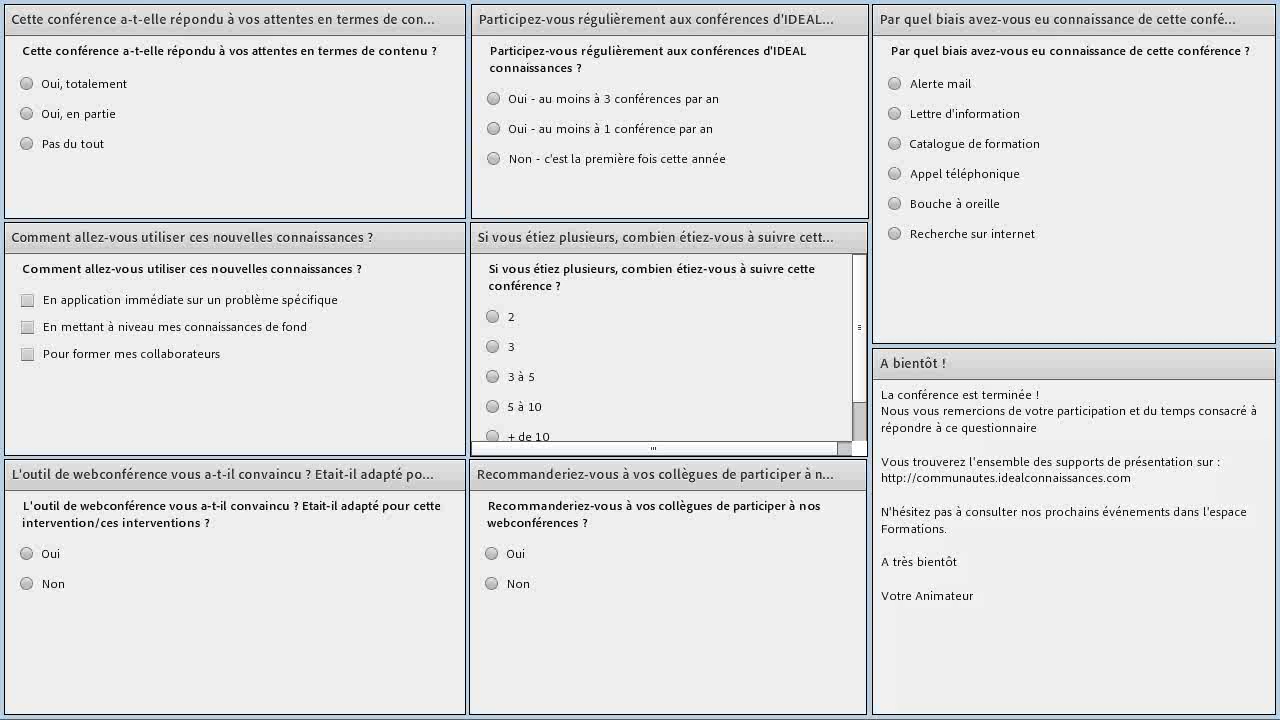 Cette conférence a-t-elle répondu à vos attentes en termes de con...
Cette conférence a-t-elle répondu à vos attentes en termes de contenu ?
Oui, totalement
Oui, en partie
Pas du tout
Participez-vous régulièrement aux conférences d'IDEAL...
Participez-vous régulièrement aux conférences d'IDEAL
connaissances ?
Oui - au moins à 3 conférences par an
Oui - au moins à 1 conférence par an
Non - c'est la première fois cette année
Par quel biais avez-vous eu connaissance de cette confé...
Par quel biais avez-vous eu connaissance de cette conférence ?
Alerte mail
Lettre d'information
Catalogue de formation
Appel téléphonique
Bouche à oreille
Recherche sur internet
Comment allez-vous utiliser ces nouvelles connaissances ?
Comment allez-vous utiliser ces nouvelles connaissances ?
En application immédiate sur un problème spécifique
En mettant à niveau mes connaissances de fond
Pour former mes collaborateurs
Si vous étiez plusieurs, combien étiez-vous à suivre cett...
Si vous étiez plusieurs, combien étiez-vous à suivre cette
conférence ?
2
3
3 à 5
5 à 10
+ de 10
A bientôt !
La conférence est terminée !
Nous vous remercions de votre participation et du temps consacré à
répondre à ce questionnaire
Vous trouverez l'ensemble des supports de présentation sur :
http://communautes.idealconnaissances.com
N'hésitez pas à consulter nos prochains événements dans l'espace
Formations.
A très bientôt
Votre Animateur
L'outil de webconférence vous a-t-il convaincu ? Etait-il adapté po...
L'outil de webconférence vous a-t-il convaincu ? Etait-il adapté pour cette
intervention/ces interventions ?
Oui
Non
Recommanderiez-vous à vos collègues de participer à n...
Recommanderiez-vous à vos collègues de participer à nos
webconférences ?
Oui
Non